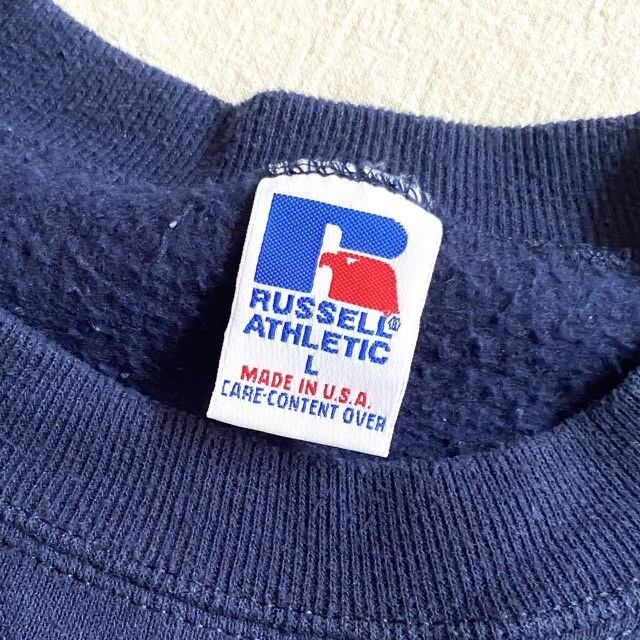 RUSSELL®
ATHLETIC
L
MADE IN U.S.A.
CARE-CONTENT OVER